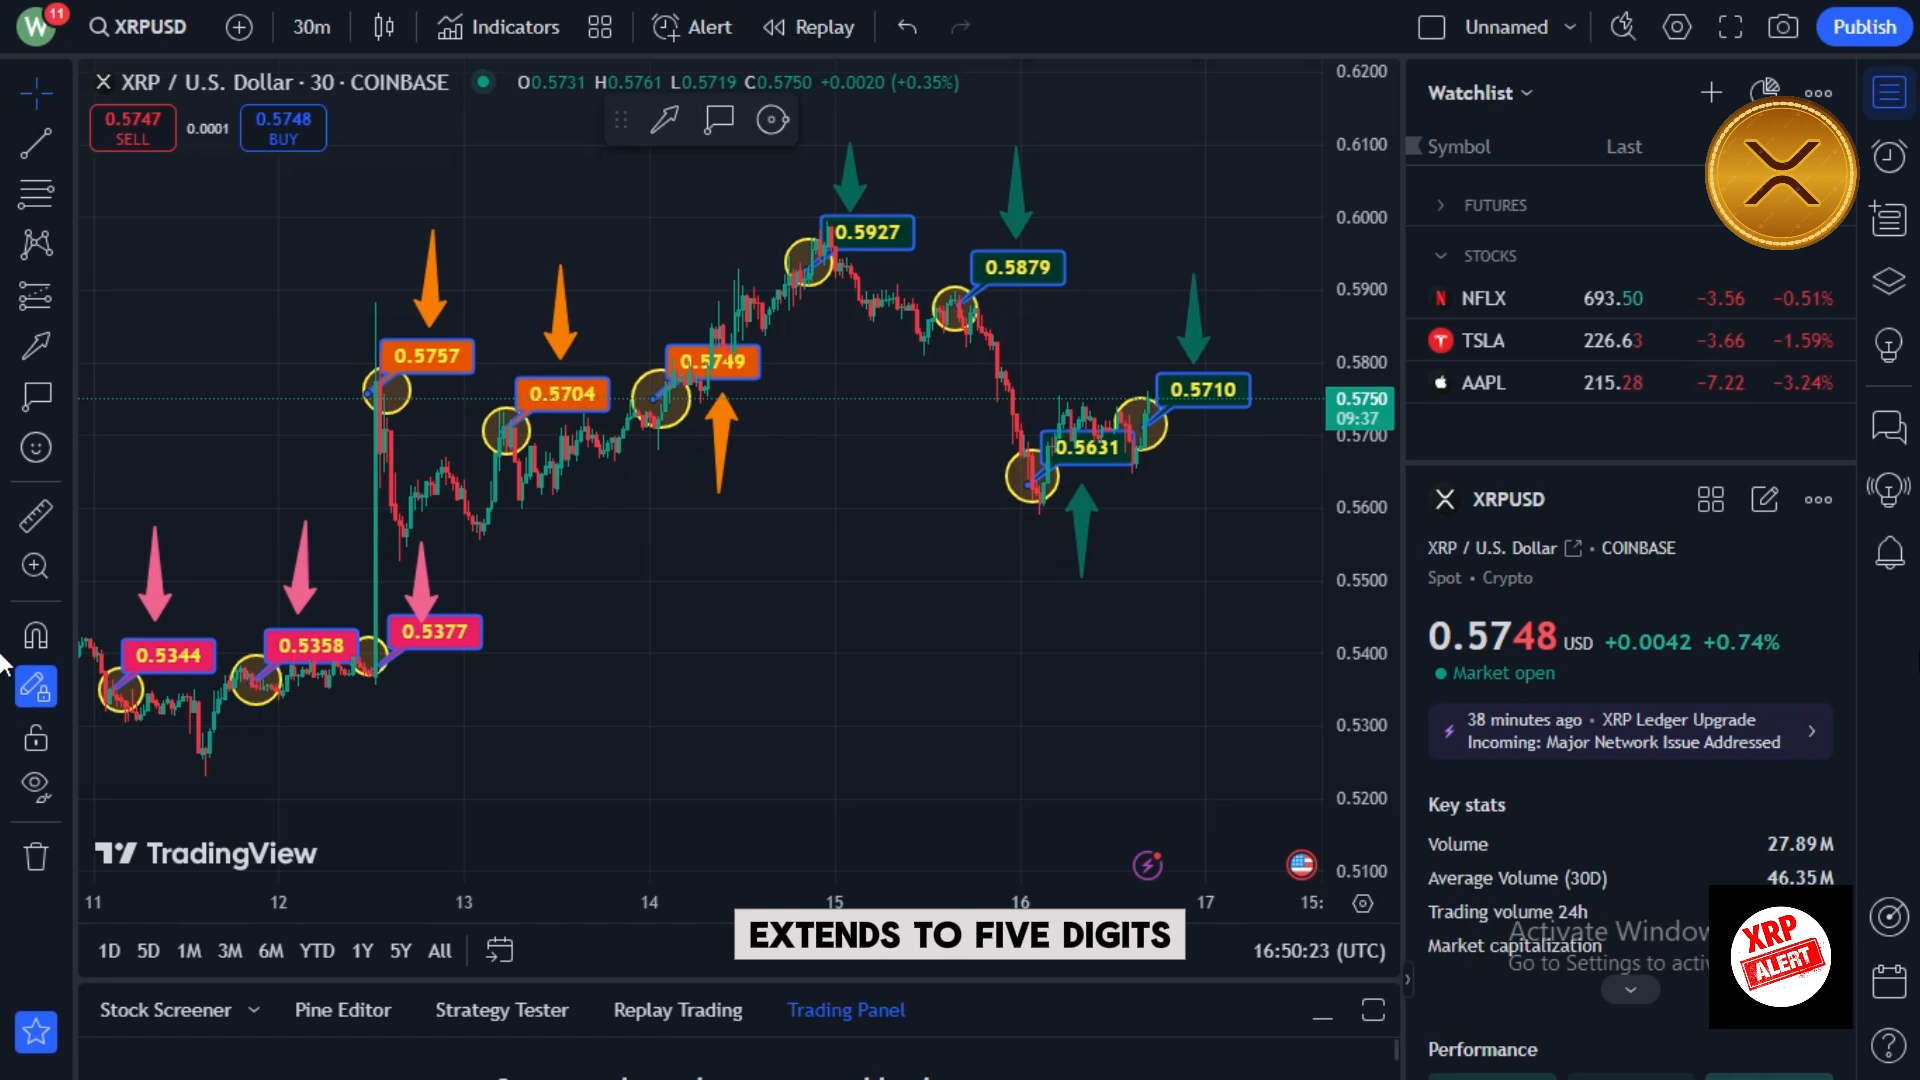 W 11 XRPUSD 30m Indicators Alert Replay Unnamed Publish
X XRP / U.S. Dollar · 30 · COINBASE O0.5731 H0.5761 L0.5719 C0.5750 +0.0020 (+0.35%)
0.5747 SELL 0.0001 0.5748 BUY
0.5927
0.5879
0.5757
0.5749
0.5704
0.5710
0.5631
0.5377
0.5358
0.5344
0.6200
0.6100
0.6000
0.5900
0.5800
0.5750
09:37
0.5700
0.5600
0.5500
0.5400
0.5300
0.5200
0.5100
TradingView
11 12 13 14 15 16 17 15:
EXTENDS TO FIVE DIGITS
1D 5D 1M 3M 6M YTD 1Y 5Y All 16:50:23 (UTC)
Stock Screener Pine Editor Strategy Tester Replay Trading Trading Panel
Watchlist
Symbol Last
FUTURES
STOCKS
N NFLX 693.50 −3.56 −0.51%
TSLA 226.63 −3.66 −1.59%
AAPL 215.28 −7.22 −3.24%
XRPUSD
XRP / U.S. Dollar • COINBASE
Spot • Crypto
0.5748 USD +0.0042 +0.74%
Market open
38 minutes ago • XRP Ledger Upgrade
Incoming: Major Network Issue Addressed
Key stats
Volume 27.89M
Average Volume (30D) 46.35M
Trading volume 24h
Market capitalization
Activate Window
Go to Settings to acti
XRP
ALERT
Performance